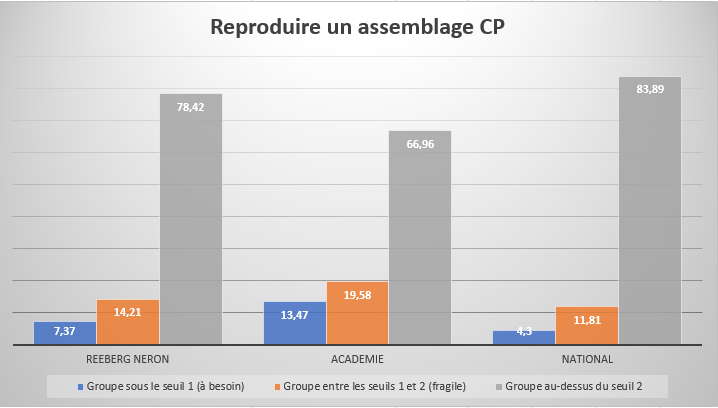 Reproduire un assemblage CP
78,42
66,96
83,89
7,37
14,21
13,47
19,58
4,3
11,81
REEBERG NERON
ACADEMIE
NATIONAL
Groupe sous le seuil 1 (à besoin)
Groupe entre les seuils 1 et 2 (fragile)
Groupe au-dessus du seuil 2